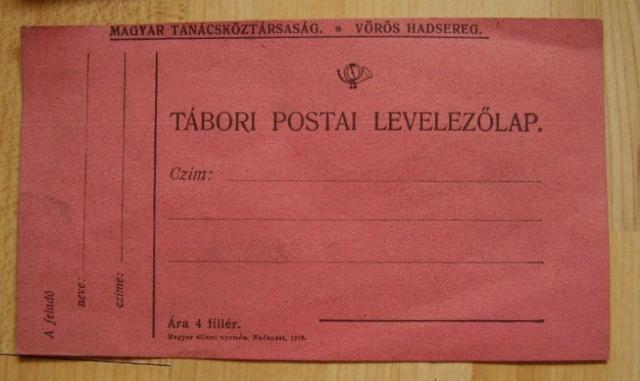 MAGYAR TANÁCSKÖZTÁRSASÁG. * VÖRÖS HADSEREG.
TÁBORI POSTAI LEVELEZŐLAP.
Czim:
A feladó
neve:
czime:
Ára 4 fillér.
Magyar állami nyomda. Budapest, 1919.